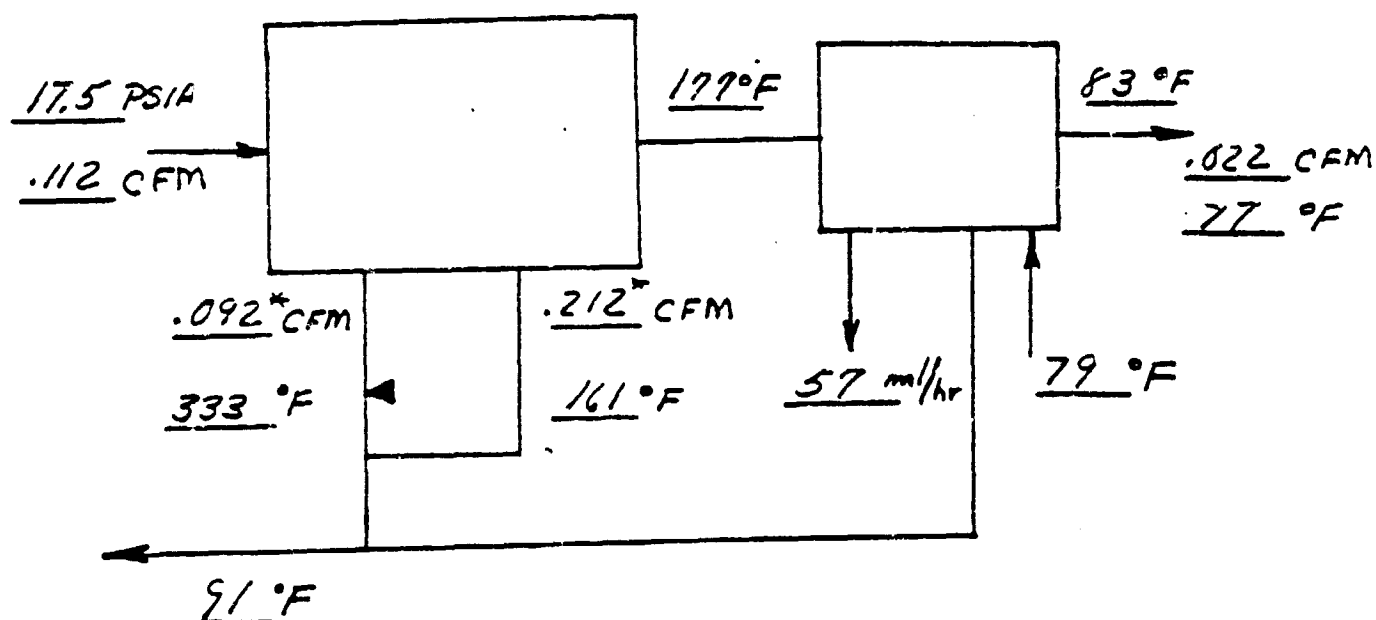 17.5 PSIA
.112 CFM
177°F
83 °F
.022 CFM
77 °F
.092* CFM
.212* CFM
333 °F
161 °F
57 ml/hr
79 °F
91 °F